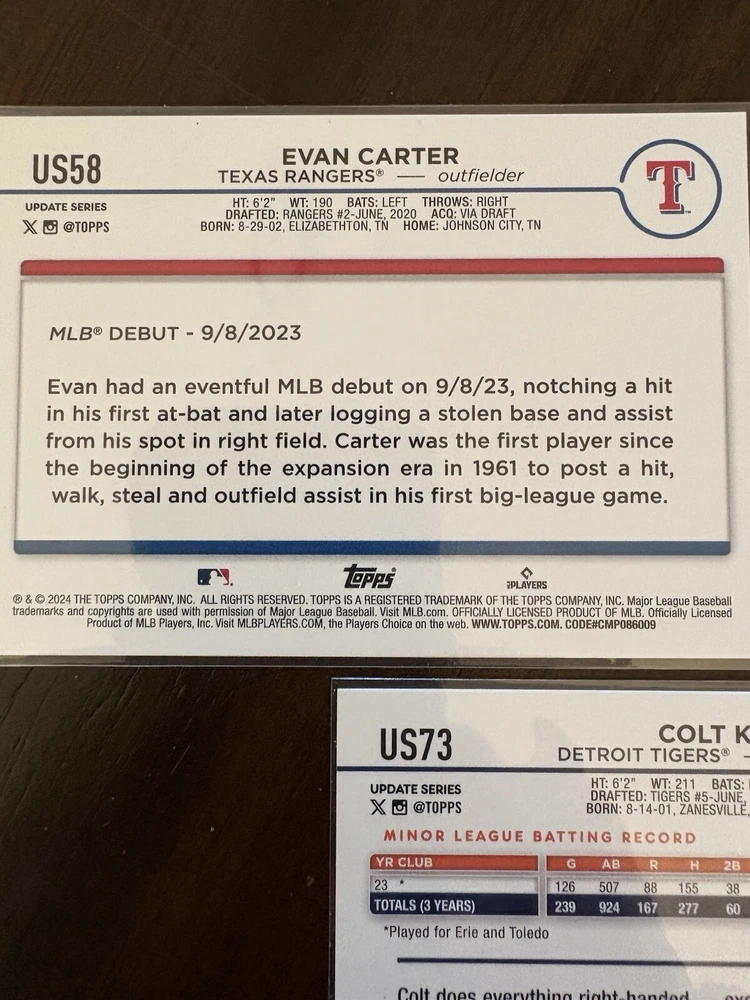 US58
EVAN CARTER
TEXAS RANGERS® — outfielder
T
UPDATE SERIES
@TOPPS
HT: 6'2" WT: 190 BATS: LEFT THROWS: RIGHT
DRAFTED: RANGERS #2-JUNE, 2020 ACQ: VIA DRAFT
BORN: 8-29-02, ELIZABETHTON, TN HOME: JOHNSON CITY, TN
MLB® DEBUT - 9/8/2023
Evan had an eventful MLB debut on 9/8/23, notching a hit
in his first at-bat and later logging a stolen base and assist
from his spot in right field. Carter was the first player since
the beginning of the expansion era in 1961 to post a hit,
walk, steal and outfield assist in his first big-league game.
topps
PLAYERS
® & © 2024 THE TOPPS COMPANY, INC. ALL RIGHTS RESERVED. TOPPS IS A REGISTERED TRADEMARK OF THE TOPPS COMPANY, INC. Major League Baseball
trademarks and copyrights are used with permission of Major League Baseball. Visit MLB.com. OFFICIALLY LICENSED PRODUCT OF MLB. Officially Licensed
Product of MLB Players, Inc. Visit MLBPLAYERS.COM, the Players Choice on the web. WWW.TOPPS.COM. CODE#CMP086009
US73
COLT K
DETROIT TIGERS® —
UPDATE SERIES
@TOPPS
HT: 6'2" WT: 211 BATS:
DRAFTED: TIGERS #5-JUNE,
BORN: 8-14-01, ZANESVILLE,
MINOR LEAGUE BATTING RECORD
YR CLUB G AB R H 2B
23 * 126 507 88 155 38
TOTALS (3 YEARS) 239 924 167 277 60
*Played for Erie and Toledo
Colt does everything right-handed